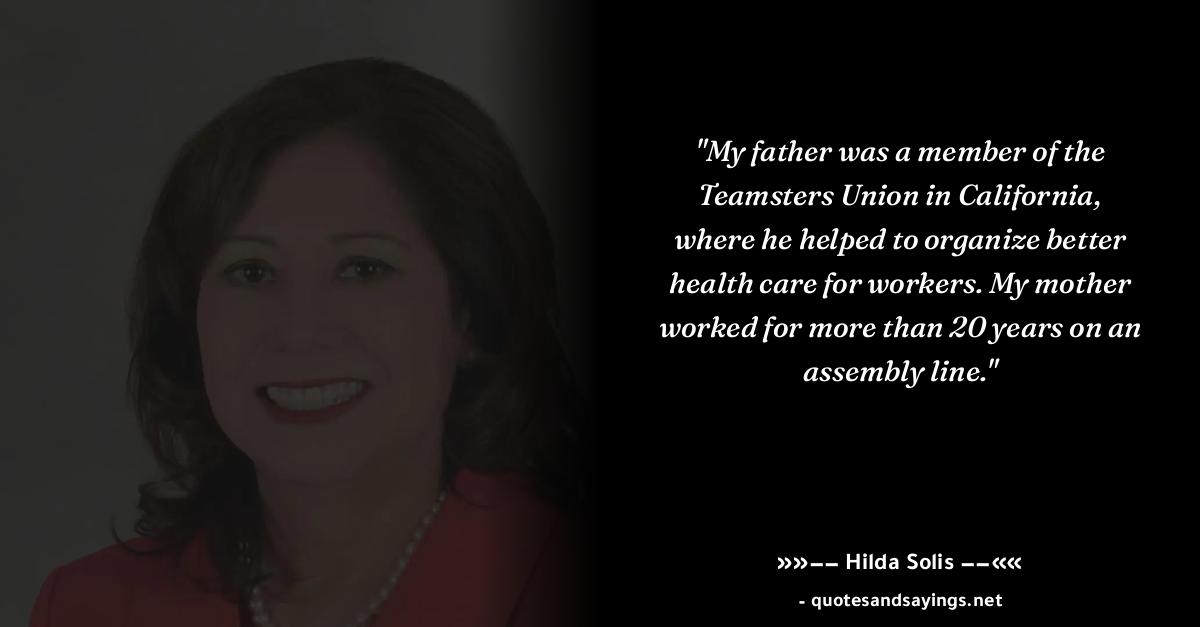 "My father was a member of the
Teamsters Union in California,
where he helped to organize better
health care for workers. My mother
worked for more than 20 years on an
assembly line."
»»−− Hilda Solis −−««
- quotesandsayings.net